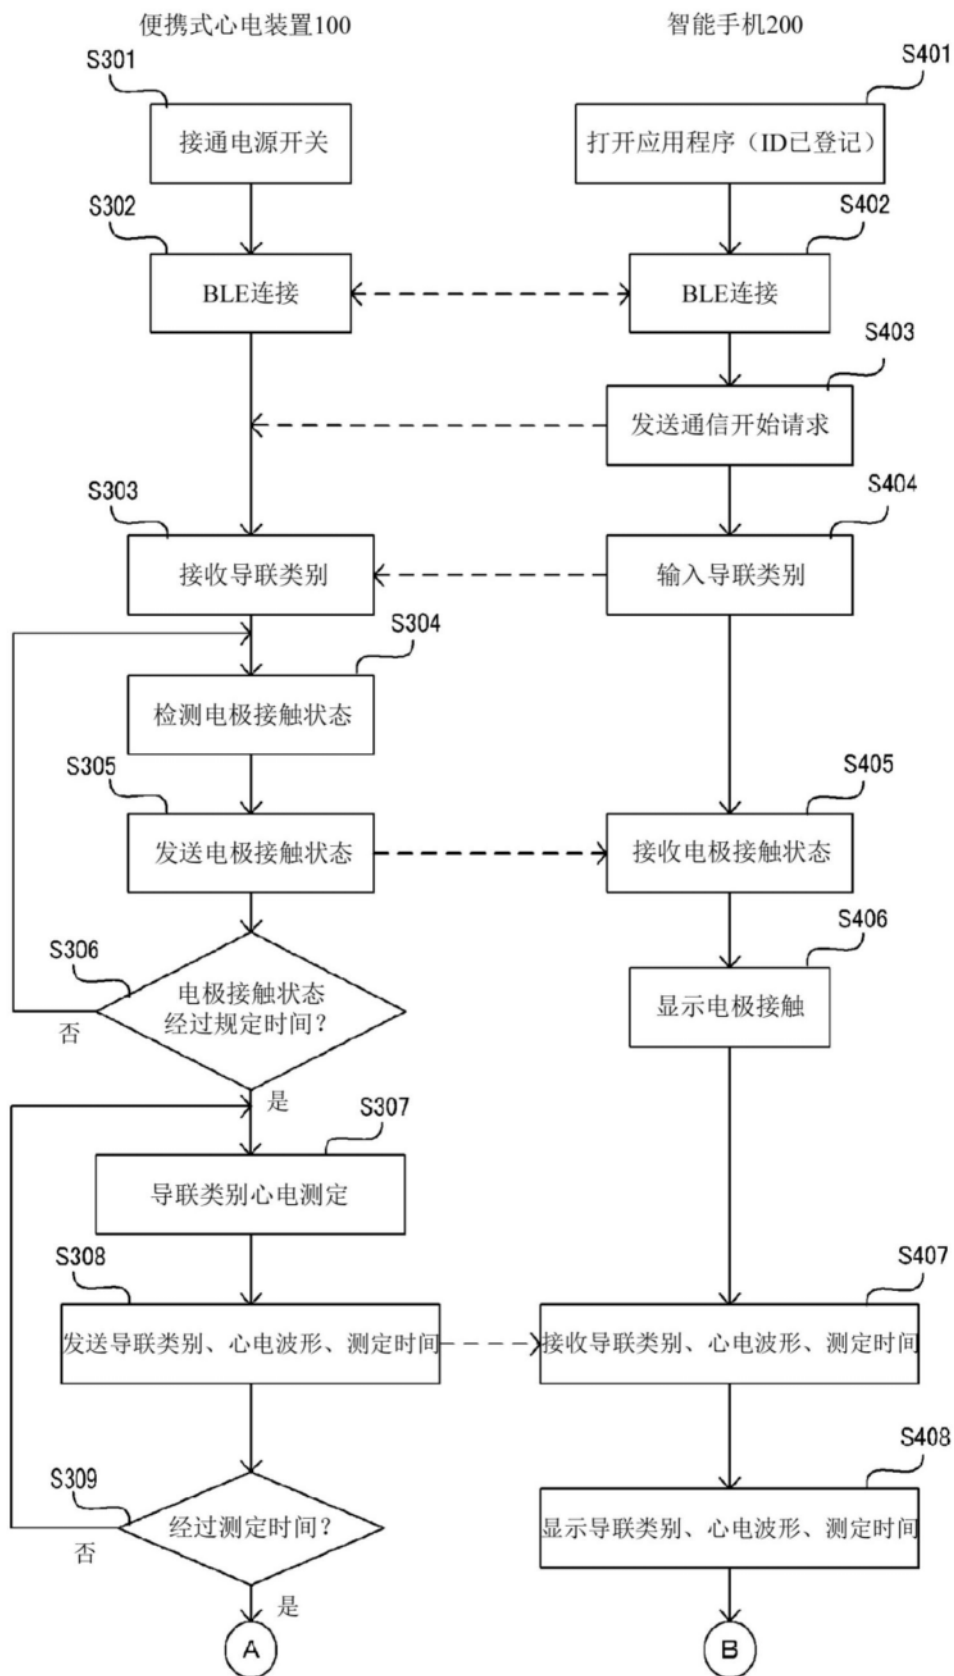 便携式心电装置100
智能手机200
S301
接通电源开关
S401
打开应用程序（ID已登记）
S302
BLE连接
S402
BLE连接
S403
发送通信开始请求
S303
接收导联类别
S404
输入导联类别
S304
检测电极接触状态
S305
发送电极接触状态
S405
接收电极接触状态
S306
电极接触状态
经过规定时间？
否
是
S406
显示电极接触
S307
导联类别心电测定
S308
发送导联类别、心电波形、测定时间
S407
接收导联类别、心电波形、测定时间
S309
经过测定时间？
否
是
S408
显示导联类别、心电波形、测定时间
A
B